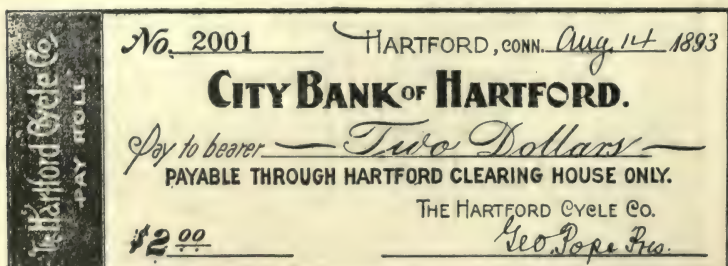 The Hartford Cycle Co.
PAY ROLL
No. 2001 HARTFORD, CONN. Aug. 14 1893
CITY BANK OF HARTFORD.
Pay to bearer Two Dollars
PAYABLE THROUGH HARTFORD CLEARING HOUSE ONLY.
THE HARTFORD CYCLE CO.
$2.00 Geo. Pope Pres.